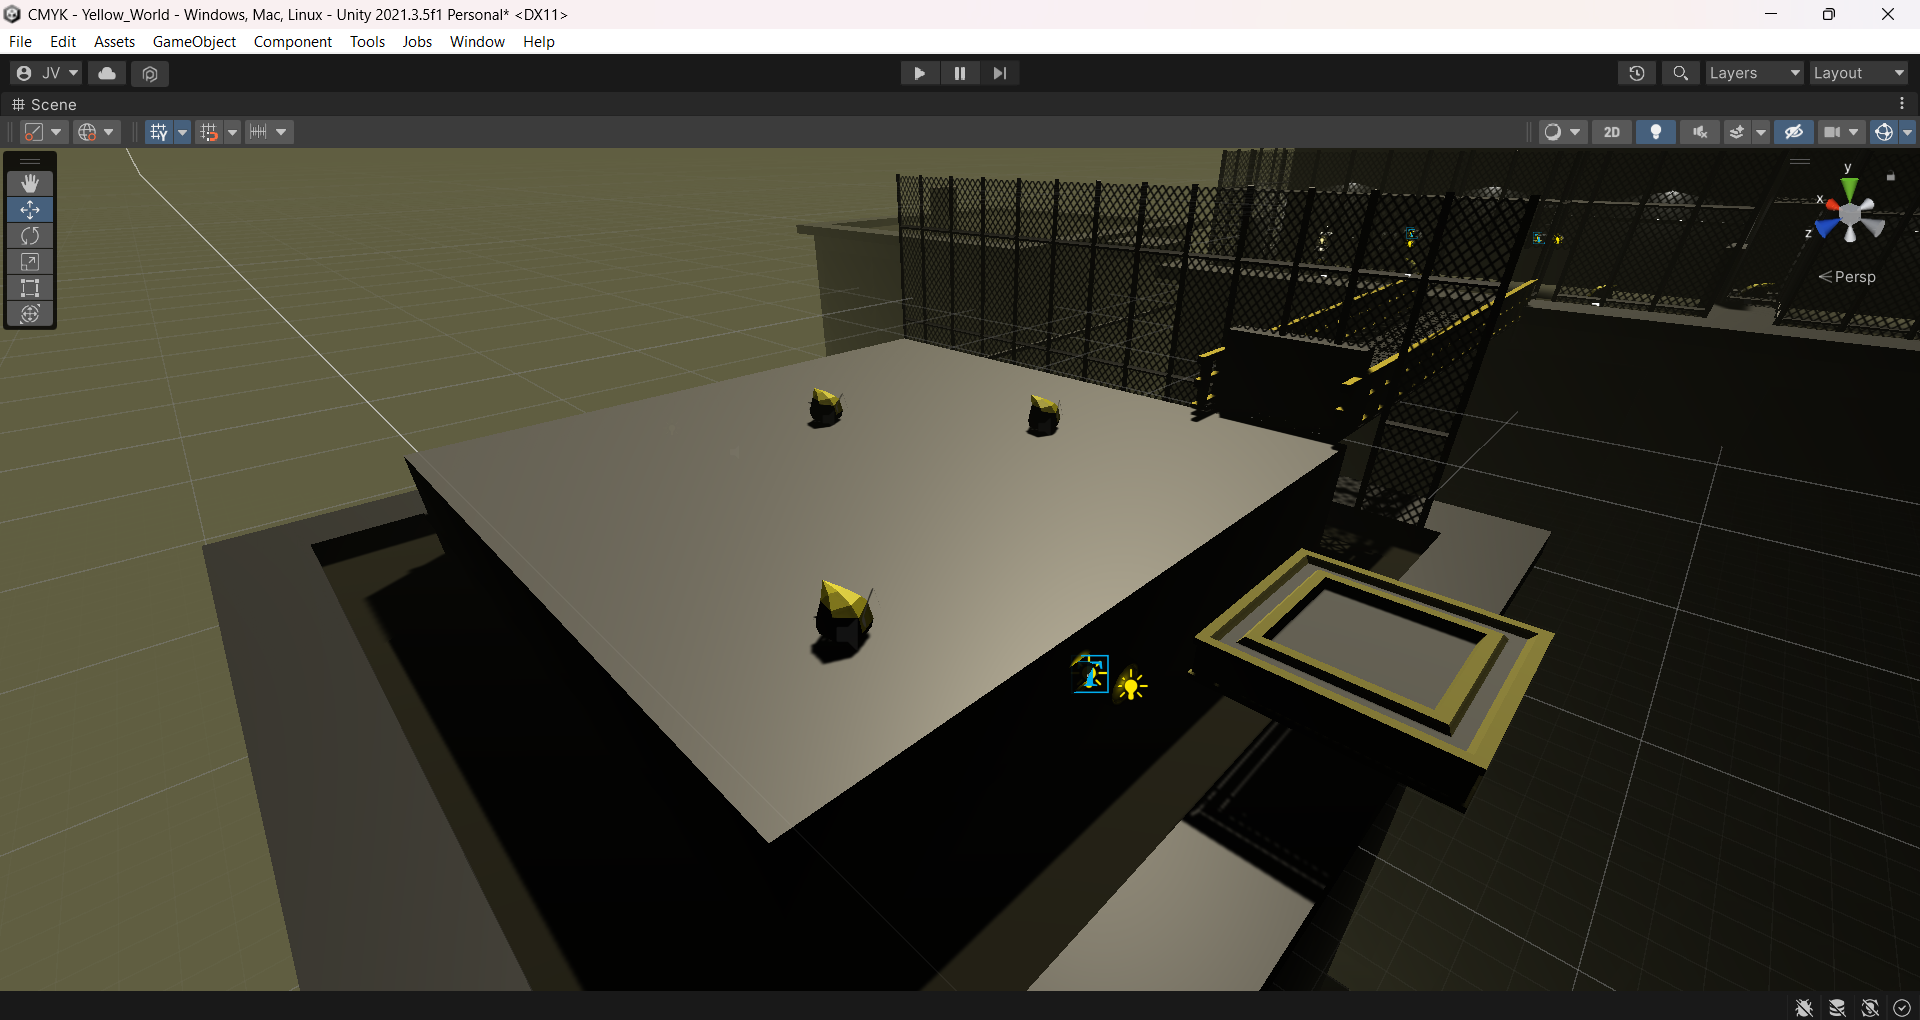 CMYK - Yellow_World - Windows, Mac, Linux - Unity 2021.3.5f1 Personal* <DX11>
File Edit Assets GameObject Component Tools Jobs Window Help
JV Layers Layout
Scene
2D
y
x
z
Persp